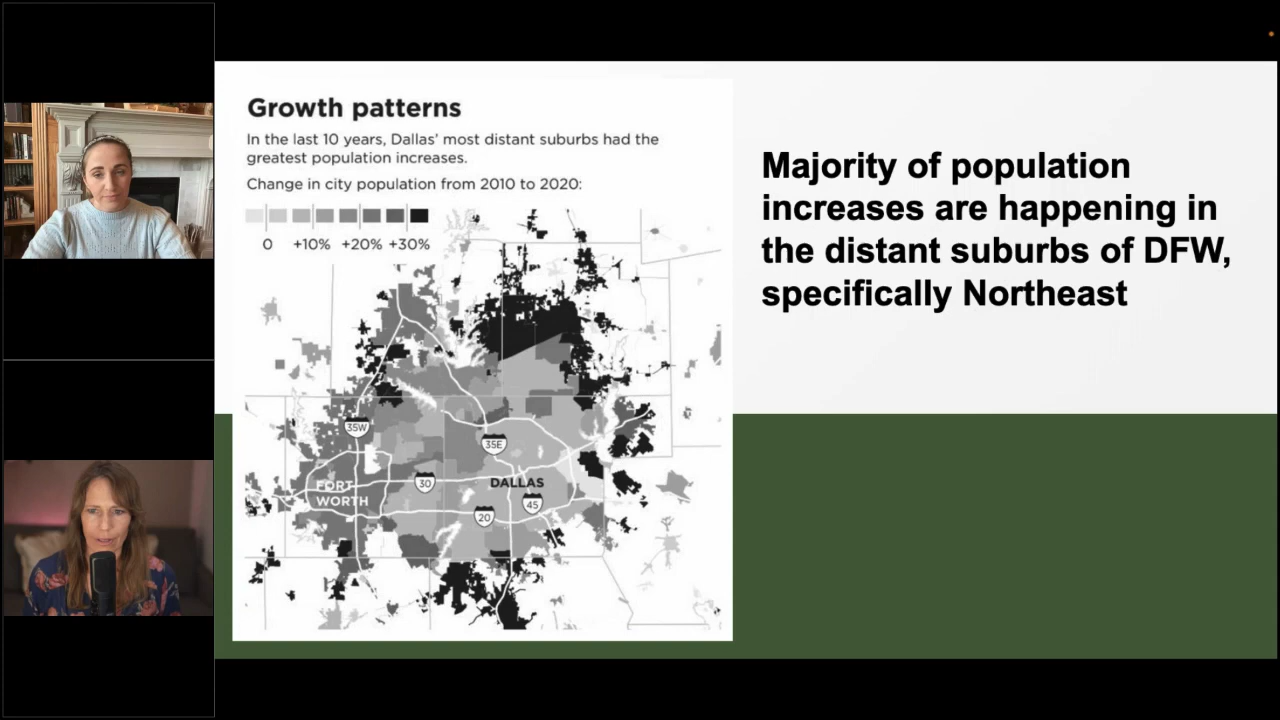 Growth patterns
In the last 10 years, Dallas’ most distant suburbs had the
greatest population increases.
Change in city population from 2010 to 2020:
0 +10% +20% +30%
35W
35E
FORT
WORTH
30
DALLAS
45
20
Majority of population
increases are happening in
the distant suburbs of DFW,
specifically Northeast